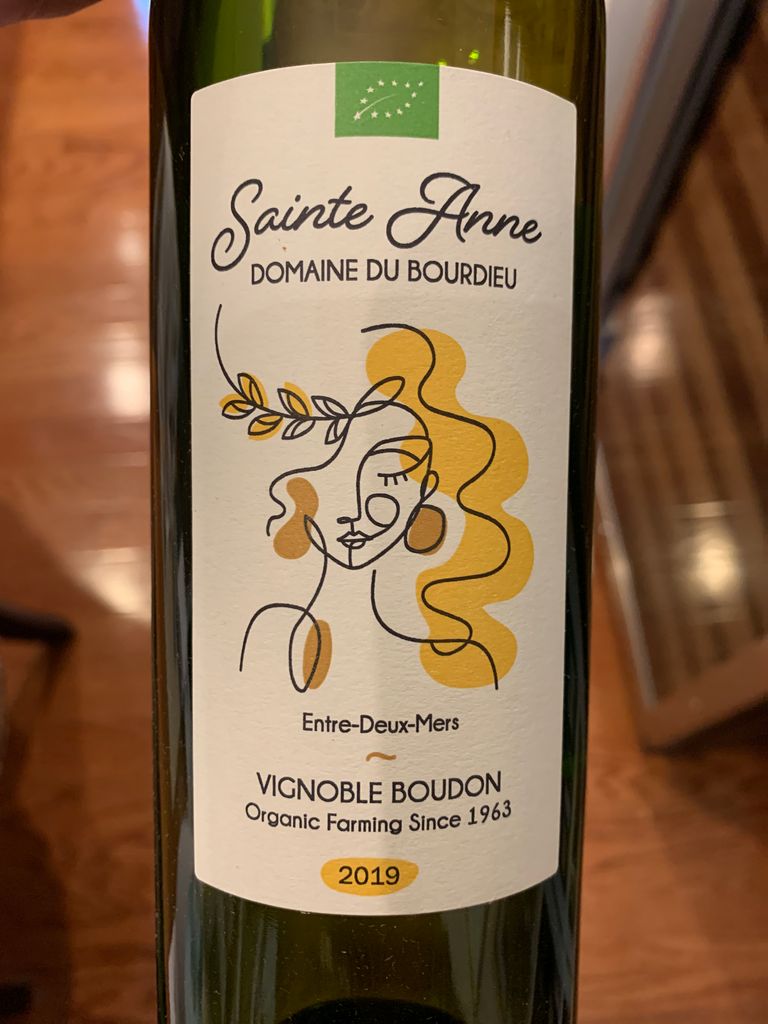 Sainte Anne
DOMAINE DU BOURDIEU
Entre-Deux-Mers
~
VIGNOBLE BOUDON
Organic Farming Since 1963
2019